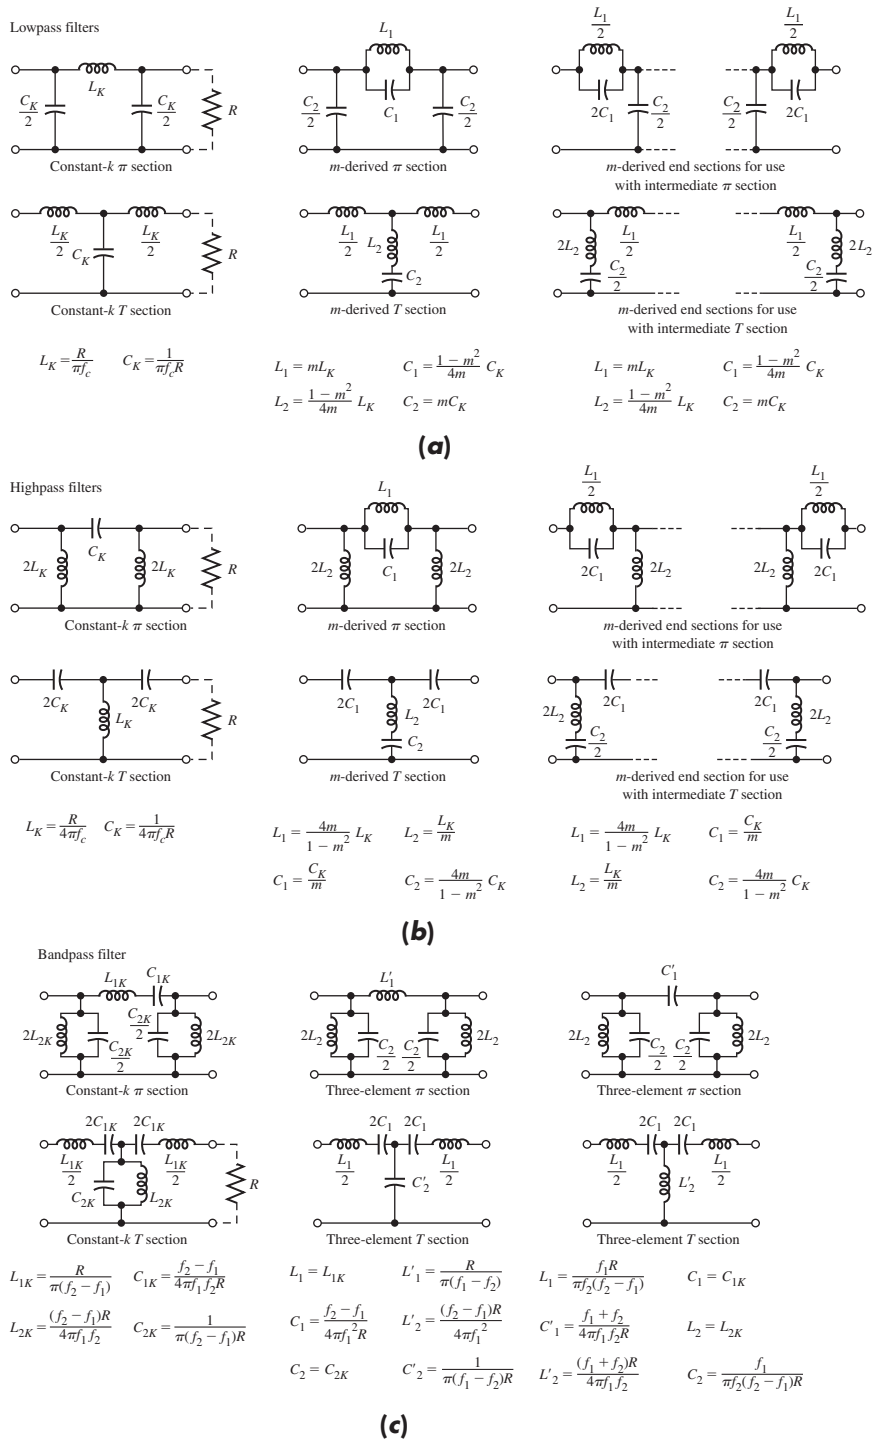 Lowpass filters
L_K
C_K/2
C_K/2
R
Constant-k π section
L_1
C_2/2
C_1
C_2/2
m-derived π section
L_1/2
2C_1
C_2/2
L_1/2
C_2/2
2C_1
m-derived end sections for use
with intermediate π section
L_K/2
C_K
L_K/2
R
Constant-k T section
L_1/2
L_2
L_1/2
C_2
m-derived T section
2L_2
L_1/2
C_2/2
L_1/2
2L_2
C_2/2
m-derived end sections for use
with intermediate T section
L_K = R/πf_c C_K = 1/πf_cR
L_1 = mL_K C_1 = (1 − m²)/4m C_K
L_2 = (1 − m²)/4m L_K C_2 = mC_K
L_1 = mL_K C_1 = (1 − m²)/4m C_K
L_2 = (1 − m²)/4m L_K C_2 = mC_K
(a)
Highpass filters
C_K
2L_K
2L_K
R
Constant-k π section
L_1
2L_2
C_1
2L_2
m-derived π section
L_1/2
2C_1
2L_2
L_1/2
2L_2
2C_1
m-derived end sections for use
with intermediate π section
2C_K
2C_K
L_K
R
Constant-k T section
2C_1
2C_1
L_2
C_2
m-derived T section
2C_1
2L_2
C_2/2
2C_1
2L_2
C_2/2
m-derived end section for use
with intermediate T section
L_K = R/4πf_c C_K = 1/4πf_cR
L_1 = 4m/(1 − m²) L_K L_2 = L_K/m
C_1 = C_K/m C_2 = 4m/(1 − m²) C_K
L_1 = 4m/(1 − m²) L_K C_1 = C_K/m
L_2 = L_K/m C_2 = 4m/(1 − m²) C_K
(b)
Bandpass filter
L_1K
C_1K
2L_2K
C_2K/2
C_2K/2
2L_2K
Constant-k π section
L'_1
2L_2
C_2/2
C_2/2
2L_2
Three-element π section
C'_1
2L_2
C_2/2
C_2/2
2L_2
Three-element π section
2C_1K
2C_1K
L_1K/2
L_1K/2
C_2K
L_2K
R
Constant-k T section
2C_1
2C_1
L_1/2
L_1/2
C'_2
Three-element T section
2C_1
2C_1
L_1/2
L_1/2
L'_2
Three-element T section
L_1K = R/π(f_2 − f_1) C_1K = (f_2 − f_1)/4πf_1f_2R
L_2K = (f_2 − f_1)R/4πf_1f_2 C_2K = 1/π(f_2 − f_1)R
L_1 = L_1K L'_1 = R/π(f_1 − f_2)
C_1 = (f_2 − f_1)/4πf_1²R L'_2 = (f_2 − f_1)R/4πf_1²
C_2 = C_2K C'_2 = 1/π(f_1 − f_2)R
L_1 = f_1R/πf_2(f_2 − f_1) C_1 = C_1K
C'_1 = (f_1 + f_2)/4πf_1f_2R L_2 = L_2K
L'_2 = (f_1 + f_2)R/4πf_1f_2 C_2 = f_1/πf_2(f_2 − f_1)R
(c)